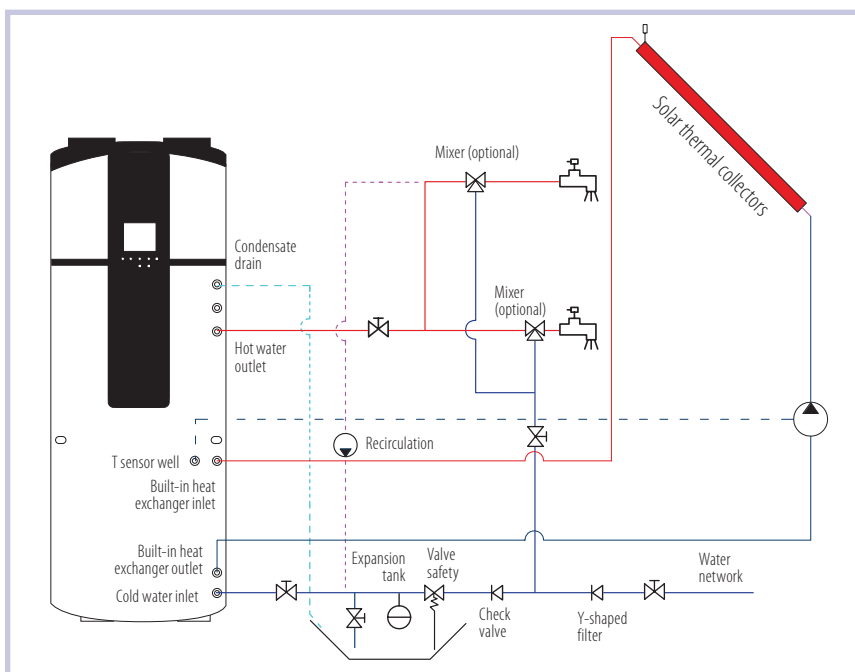 Solar thermal collectors
Mixer (optional)
Condensate
drain
Mixer
(optional)
Hot water
outlet
Recirculation
T sensor well
Built-in heat
exchanger inlet
Built-in heat
exchanger outlet
Cold water inlet
Expansion
tank
Valve
safety
Check
valve
Y-shaped
filter
Water
network